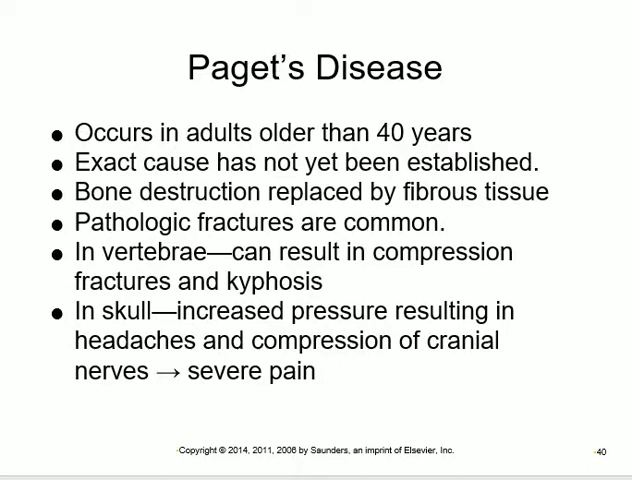 Paget's Disease
● Occurs in adults older than 40 years
● Exact cause has not yet been established.
● Bone destruction replaced by fibrous tissue
● Pathologic fractures are common.
● In vertebrae—can result in compression
fractures and kyphosis
● In skull—increased pressure resulting in
headaches and compression of cranial
nerves → severe pain
Copyright © 2014, 2011, 2006 by Saunders, an imprint of Elsevier, Inc.
40